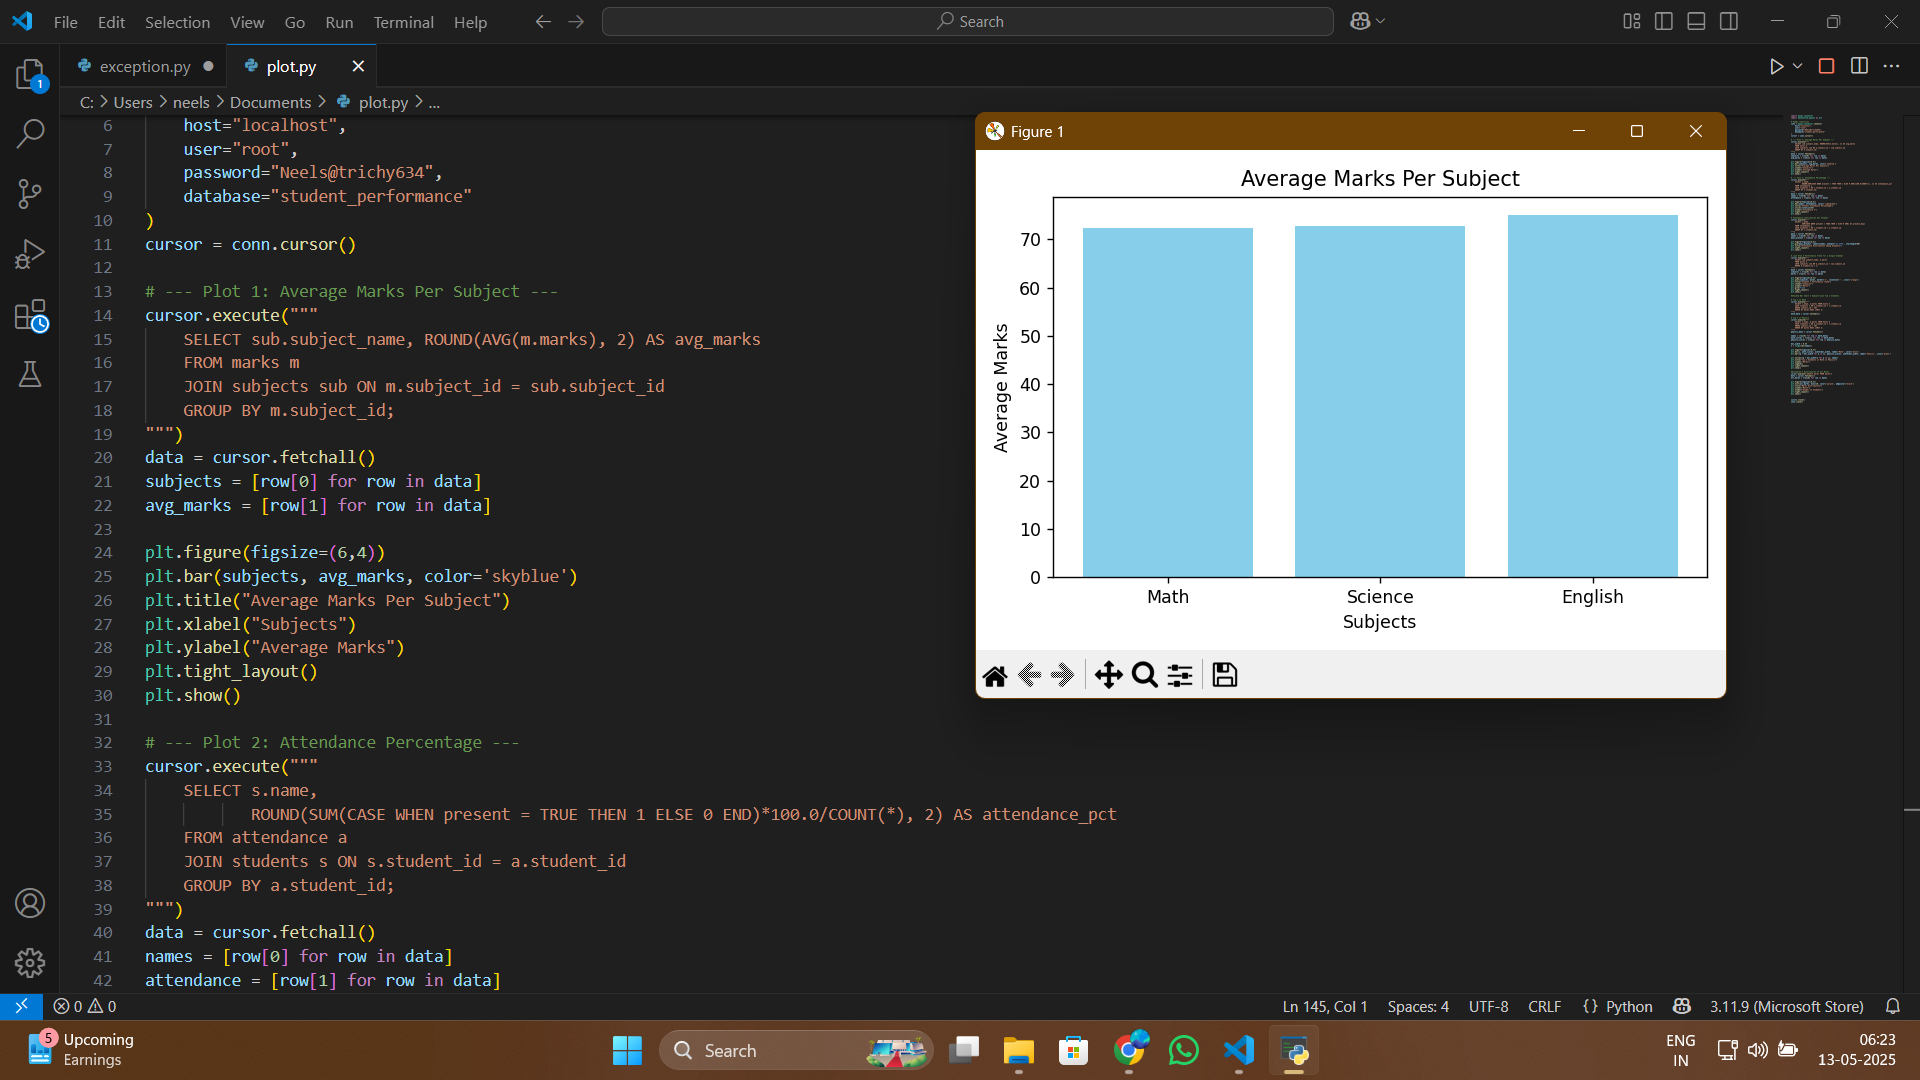 File Edit Selection View Go Run Terminal Help
Search
exception.py
plot.py
C: > Users > neels > Documents > plot.py > ...
6 host="localhost",
7 user="root",
8 password="Neels@trichy634",
9 database="student_performance"
10 )
11 cursor = conn.cursor()
12
13 # --- Plot 1: Average Marks Per Subject ---
14 cursor.execute("""
15 SELECT sub.subject_name, ROUND(AVG(m.marks), 2) AS avg_marks
16 FROM marks m
17 JOIN subjects sub ON m.subject_id = sub.subject_id
18 GROUP BY m.subject_id;
19 """)
20 data = cursor.fetchall()
21 subjects = [row[0] for row in data]
22 avg_marks = [row[1] for row in data]
23
24 plt.figure(figsize=(6,4))
25 plt.bar(subjects, avg_marks, color='skyblue')
26 plt.title("Average Marks Per Subject")
27 plt.xlabel("Subjects")
28 plt.ylabel("Average Marks")
29 plt.tight_layout()
30 plt.show()
31
32 # --- Plot 2: Attendance Percentage ---
33 cursor.execute("""
34 SELECT s.name,
35 ROUND(SUM(CASE WHEN present = TRUE THEN 1 ELSE 0 END)*100.0/COUNT(*), 2) AS attendance_pct
36 FROM attendance a
37 JOIN students s ON s.student_id = a.student_id
38 GROUP BY a.student_id;
39 """)
40 data = cursor.fetchall()
41 names = [row[0] for row in data]
42 attendance = [row[1] for row in data]
Figure 1
Average Marks Per Subject
Average Marks
70
60
50
40
30
20
10
0
Math Science English
Subjects
1
0 0
Ln 145, Col 1 Spaces: 4 UTF-8 CRLF {} Python 3.11.9 (Microsoft Store)
5
Upcoming
Earnings
Search
ENG
IN
06:23
13-05-2025